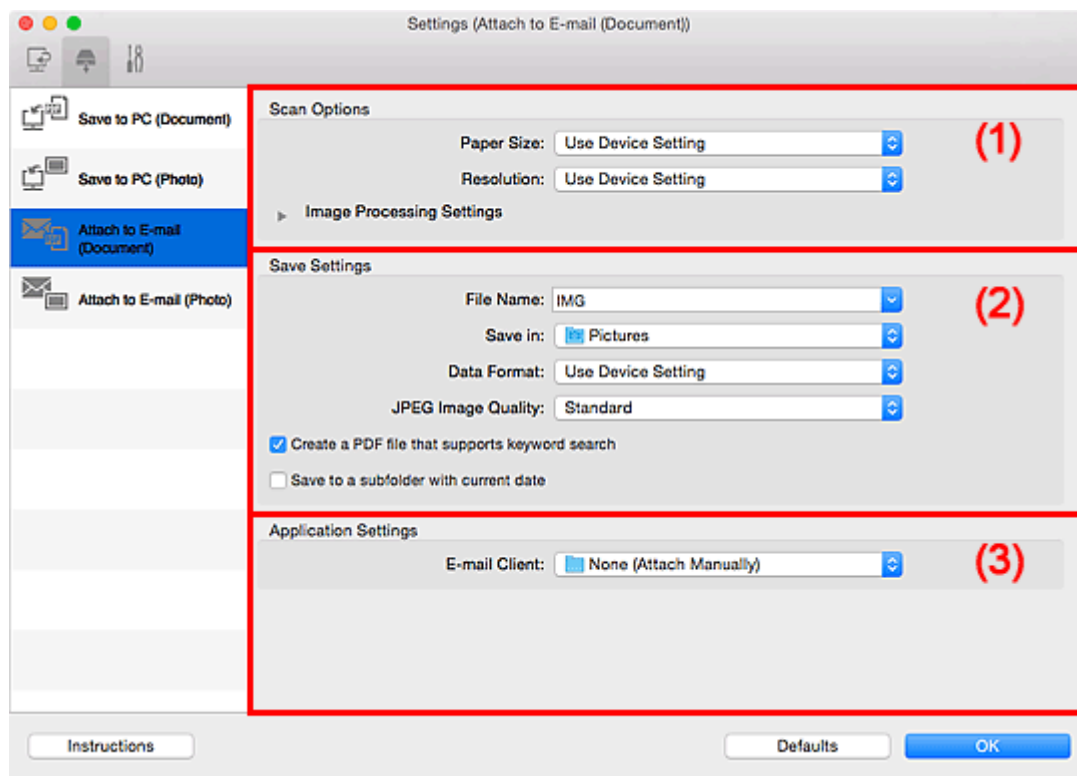 Settings (Attach to E-mail (Document))
Save to PC (Document)
Save to PC (Photo)
Attach to E-mail
(Document)
Attach to E-mail (Photo)
Scan Options
(1)
Paper Size: Use Device Setting
Resolution: Use Device Setting
Image Processing Settings
Save Settings
(2)
File Name: IMG
Save in: Pictures
Data Format: Use Device Setting
JPEG Image Quality: Standard
Create a PDF file that supports keyword search
Save to a subfolder with current date
Application Settings
(3)
E-mail Client: None (Attach Manually)
Instructions
Defaults
OK